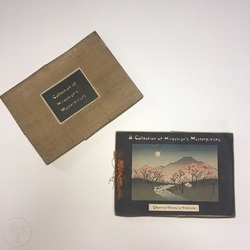 Collection of
Hiroshige's
Masterpieces
A Collection of Hiroshige's Masterpieces